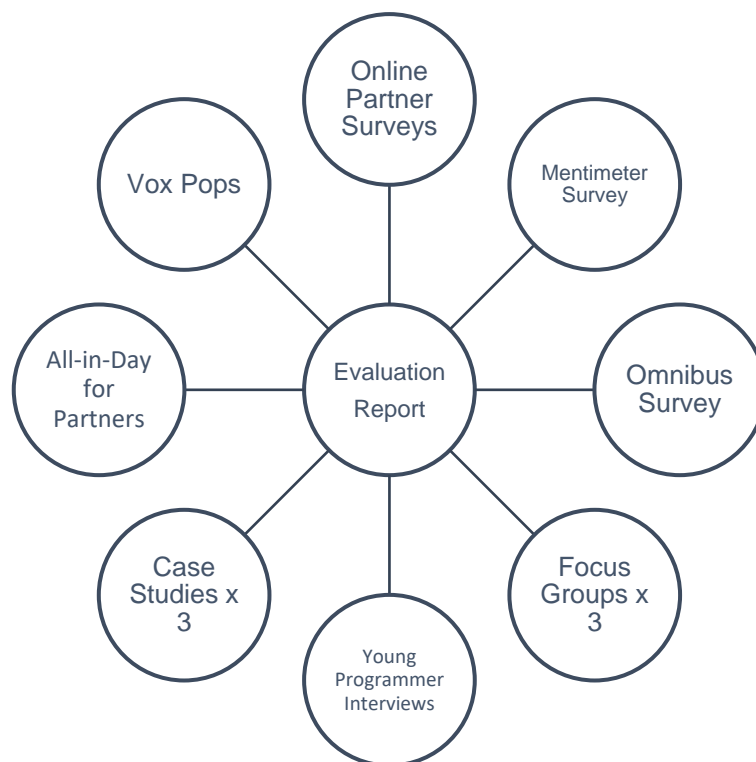 Online
Partner
Surveys
Mentimeter
Survey
Omnibus
Survey
Focus
Groups x
3
Young
Programmer
Interviews
Case
Studies x
3
All-in-Day
for
Partners
Vox Pops
Evaluation
Report